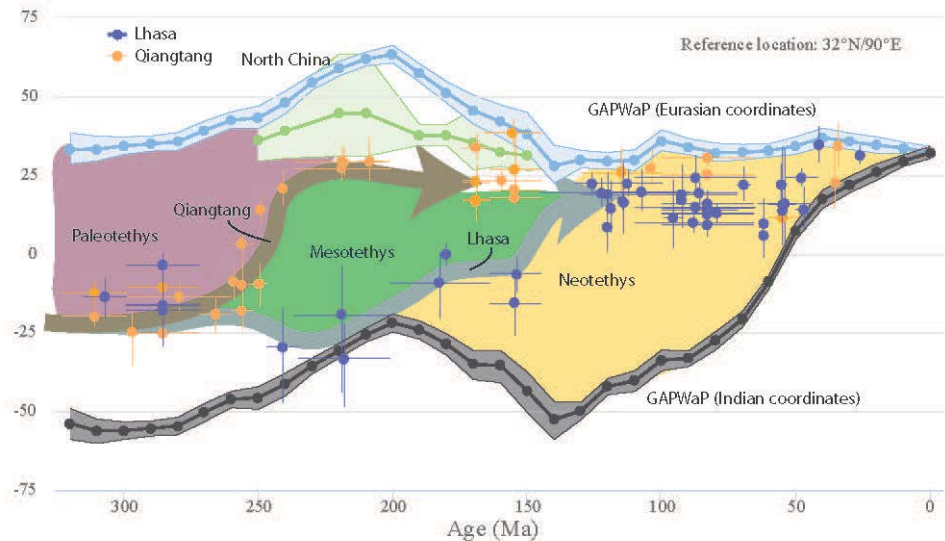 75
50
25
0
-25
-50
-75
Lhasa
Qiangtang
North China
Reference location: 32°N/90°E
GAPWaP (Eurasian coordinates)
Qiangtang
Paleotethys
Mesotethys
Lhasa
Neotethys
GAPWaP (Indian coordinates)
300 250 200 150 100 50 0
Age (Ma)